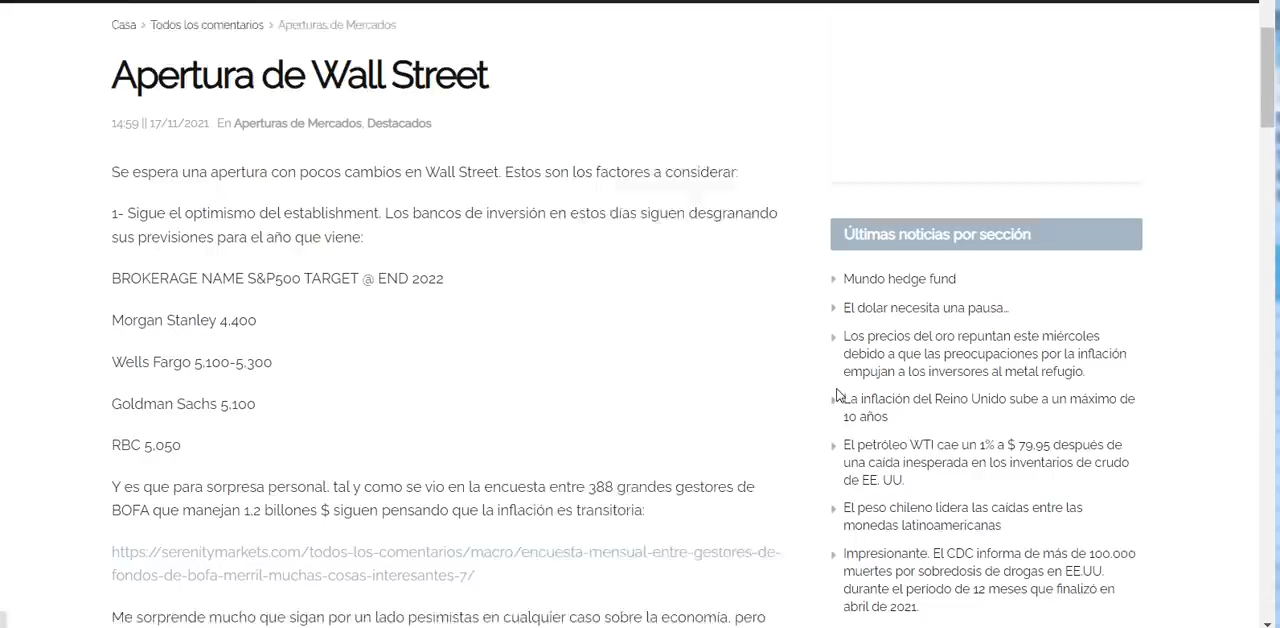 Casa > Todos los comentarios > Aperturas de Mercados
Apertura de Wall Street
14:59 || 17/11/2021 En Aperturas de Mercados, Destacados
Se espera una apertura con pocos cambios en Wall Street. Estos son los factores a considerar:
1- Sigue el optimismo del establishment. Los bancos de inversión en estos días siguen desgranando
sus previsiones para el año que viene:
BROKERAGE NAME S&P500 TARGET @ END 2022
Morgan Stanley 4,400
Wells Fargo 5,100-5,300
Goldman Sachs 5,100
RBC 5,050
Y es que para sorpresa personal, tal y como se vio en la encuesta entre 388 grandes gestores de
BOFA que manejan 1,2 billones $ siguen pensando que la inflación es transitoria:
https://serenitymarkets.com/todos-los-comentarios/macro/encuesta-mensual-entre-gestores-de-
fondos-de-bofa-merril-muchas-cosas-interesantes-7/
Me sorprende mucho que sigan por un lado pesimistas en cualquier caso sobre la economía, pero
Últimas noticias por sección
Mundo hedge fund
El dolar necesita una pausa...
Los precios del oro repuntan este miércoles
debido a que las preocupaciones por la inflación
empujan a los inversores al metal refugio.
La inflación del Reino Unido sube a un máximo de
10 años
El petróleo WTI cae un 1% a $ 79,95 después de
una caída inesperada en los inventarios de crudo
de EE. UU.
El peso chileno lidera las caídas entre las
monedas latinoamericanas
Impresionante. El CDC informa de más de 100.000
muertes por sobredosis de drogas en EE.UU.
durante el período de 12 meses que finalizó en
abril de 2021.